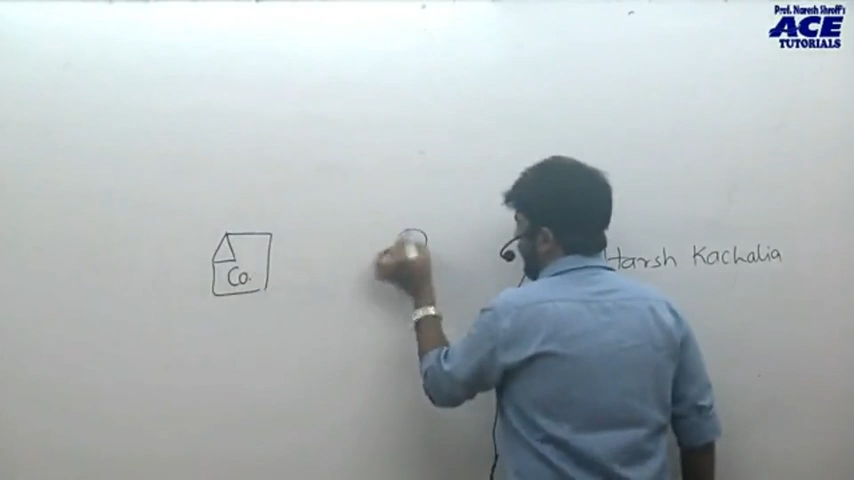 Prof. Naresh Shroff's
ACE
TUTORIALS
Harsh Kachalia
Co.